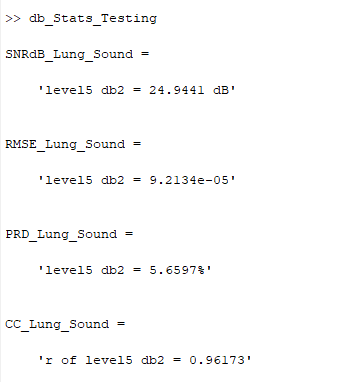 >> db_Stats_Testing
SNRdB_Lung_Sound =
'level5 db2 = 24.9441 dB'
RMSE_Lung_Sound =
'level5 db2 = 9.2134e-05'
PRD_Lung_Sound =
'level5 db2 = 5.6597%'
CC_Lung_Sound =
'r of level5 db2 = 0.96173'